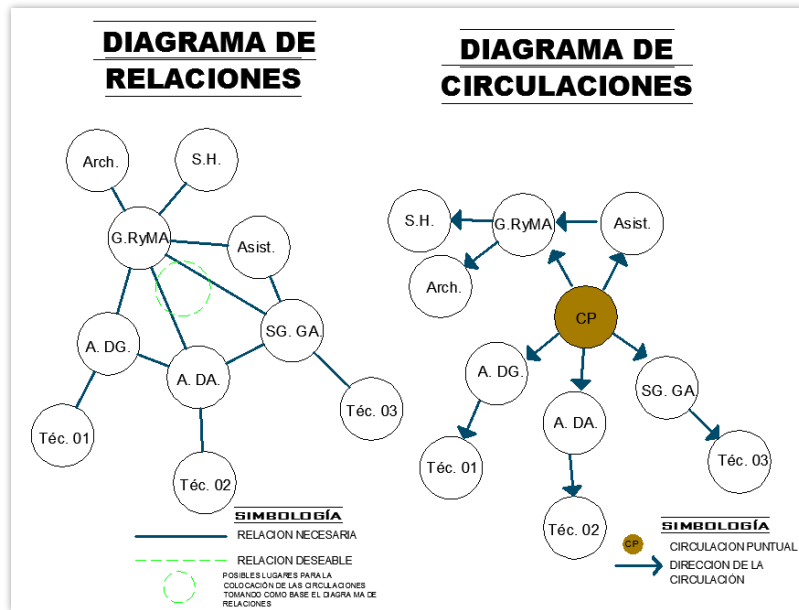 DIAGRAMA DE
RELACIONES
Arch.
S.H.
G.RyMA
Asist.
SG. GA.
A. DG.
A. DA.
Téc. 01
Téc. 02
Téc. 03
SIMBOLOGÍA
RELACION NECESARIA
RELACION DESEABLE
POSIBLES LUGARES PARA LA
COLOCACIÓN DE LAS CIRCULACIONES
TOMANDO COMO BASE EL DIAGRAMA DE
RELACIONES
DIAGRAMA DE
CIRCULACIONES
S.H.
G.RyMA
Asist.
Arch.
CP
A. DG.
SG. GA.
A. DA.
Téc. 01
Téc. 03
Téc. 02
SIMBOLOGÍA
CP CIRCULACION PUNTUAL
DIRECCION DE LA
CIRCULACIÓN